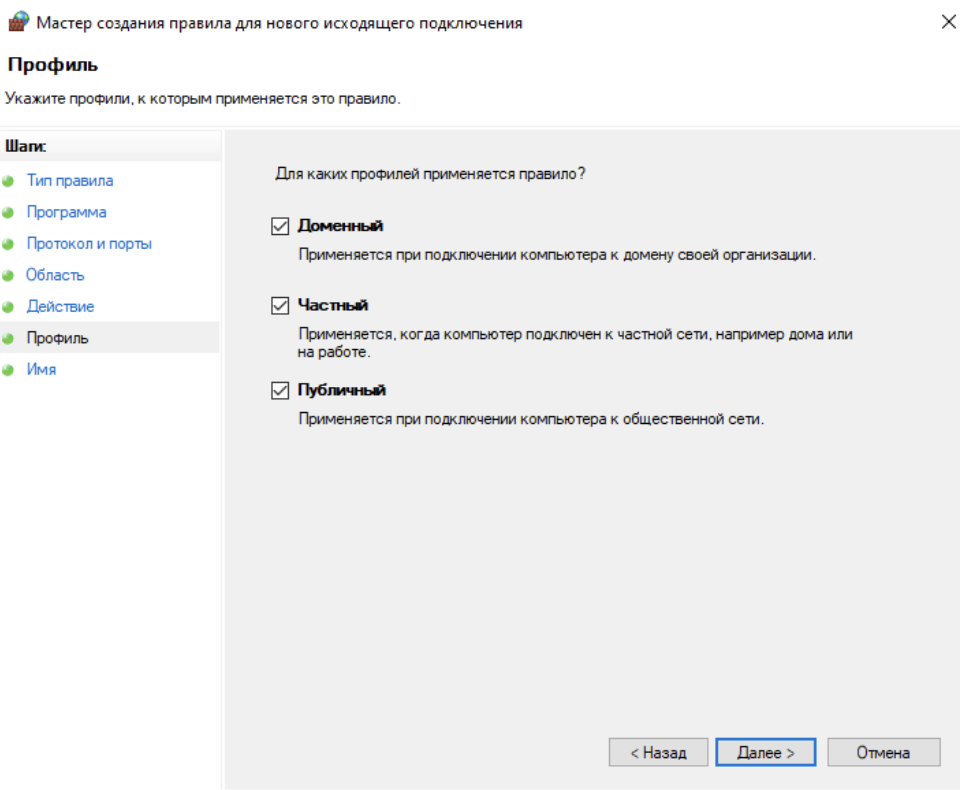 Мастер создания правила для нового исходящего подключения
Профиль
Укажите профили, к которым применяется это правило.
Шаги:
Тип правила
Программа
Протокол и порты
Область
Действие
Профиль
Имя
Для каких профилей применяется правило?
Доменный
Применяется при подключении компьютера к домену своей организации.
Частный
Применяется, когда компьютер подключен к частной сети, например дома или
на работе.
Публичный
Применяется при подключении компьютера к общественной сети.
< Назад
Далее >
Отмена